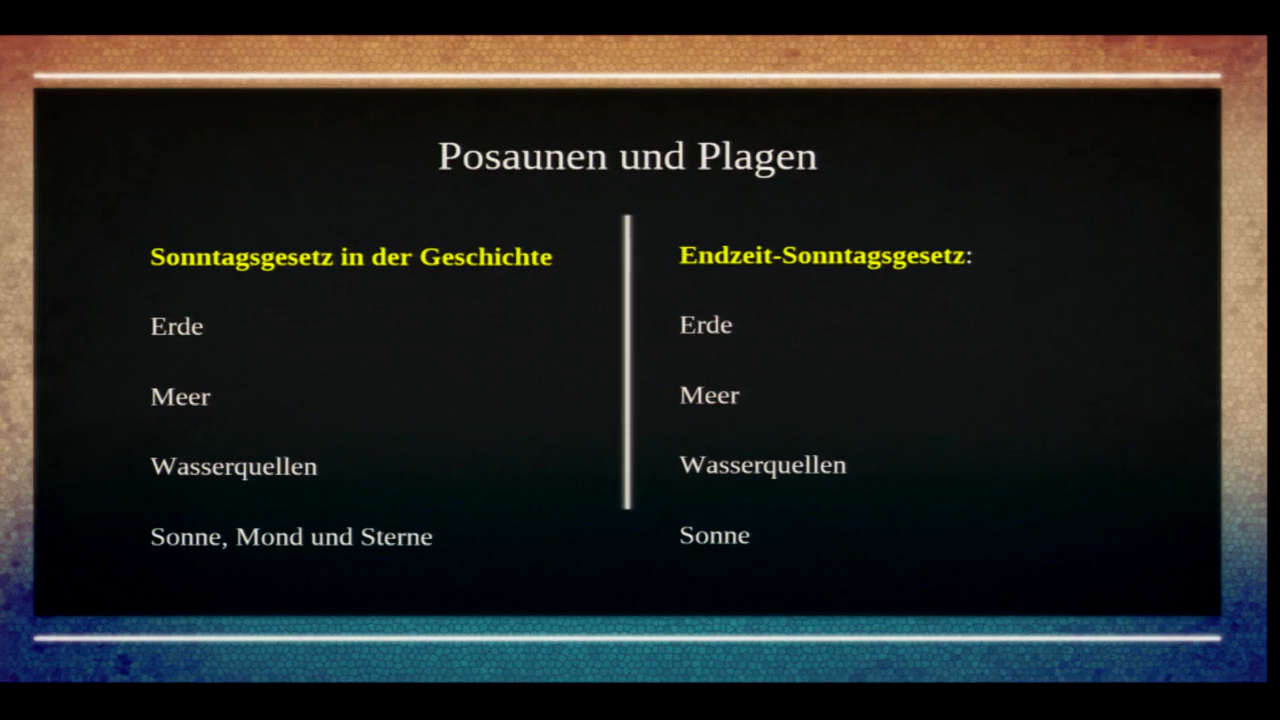 Posaunen und Plagen
Sonntagsgesetz in der Geschichte
Erde
Meer
Wasserquellen
Sonne, Mond und Sterne
Endzeit-Sonntagsgesetz:
Erde
Meer
Wasserquellen
Sonne